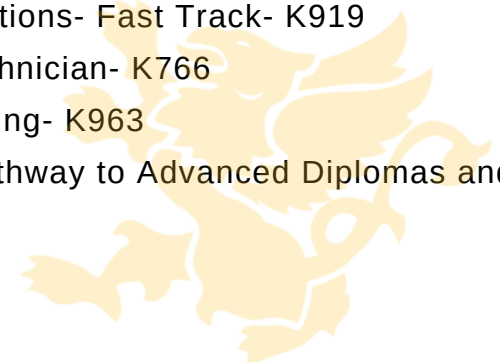 tions- Fast Track- K919
hnician- K766
ng- K963
thway to Advanced Diplomas and